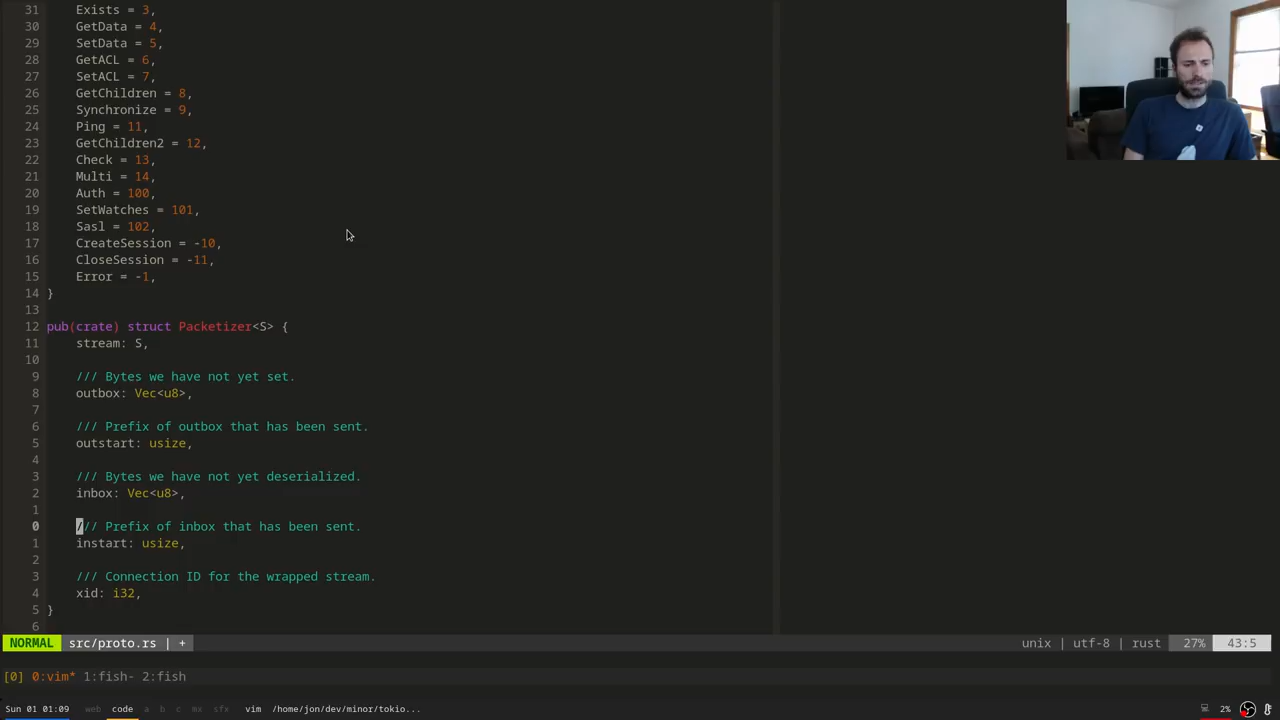 31 Exists = 3,
30 GetData = 4,
29 SetData = 5,
28 GetACL = 6,
27 SetACL = 7,
26 GetChildren = 8,
25 Synchronize = 9,
24 Ping = 11,
23 GetChildren2 = 12,
22 Check = 13,
21 Multi = 14,
20 Auth = 100,
19 SetWatches = 101,
18 Sasl = 102,
17 CreateSession = -10,
16 CloseSession = -11,
15 Error = -1,
14 }
13
12 pub(crate) struct Packetizer<S> {
11 stream: S,
10
9 /// Bytes we have not yet set.
8 outbox: Vec<u8>,
7
6 /// Prefix of outbox that has been sent.
5 outstart: usize,
4
3 /// Bytes we have not yet deserialized.
2 inbox: Vec<u8>,
1
0 /// Prefix of inbox that has been sent.
1 instart: usize,
2
3 /// Connection ID for the wrapped stream.
4 xid: i32,
5 }
6
NORMAL src/proto.rs | + unix | utf-8 | rust 27% 43:5
[0] 0:vim* 1:fish- 2:fish
Sun 01 01:09 web code a b c mx sfx vim /home/jon/dev/minor/tokio... 2%